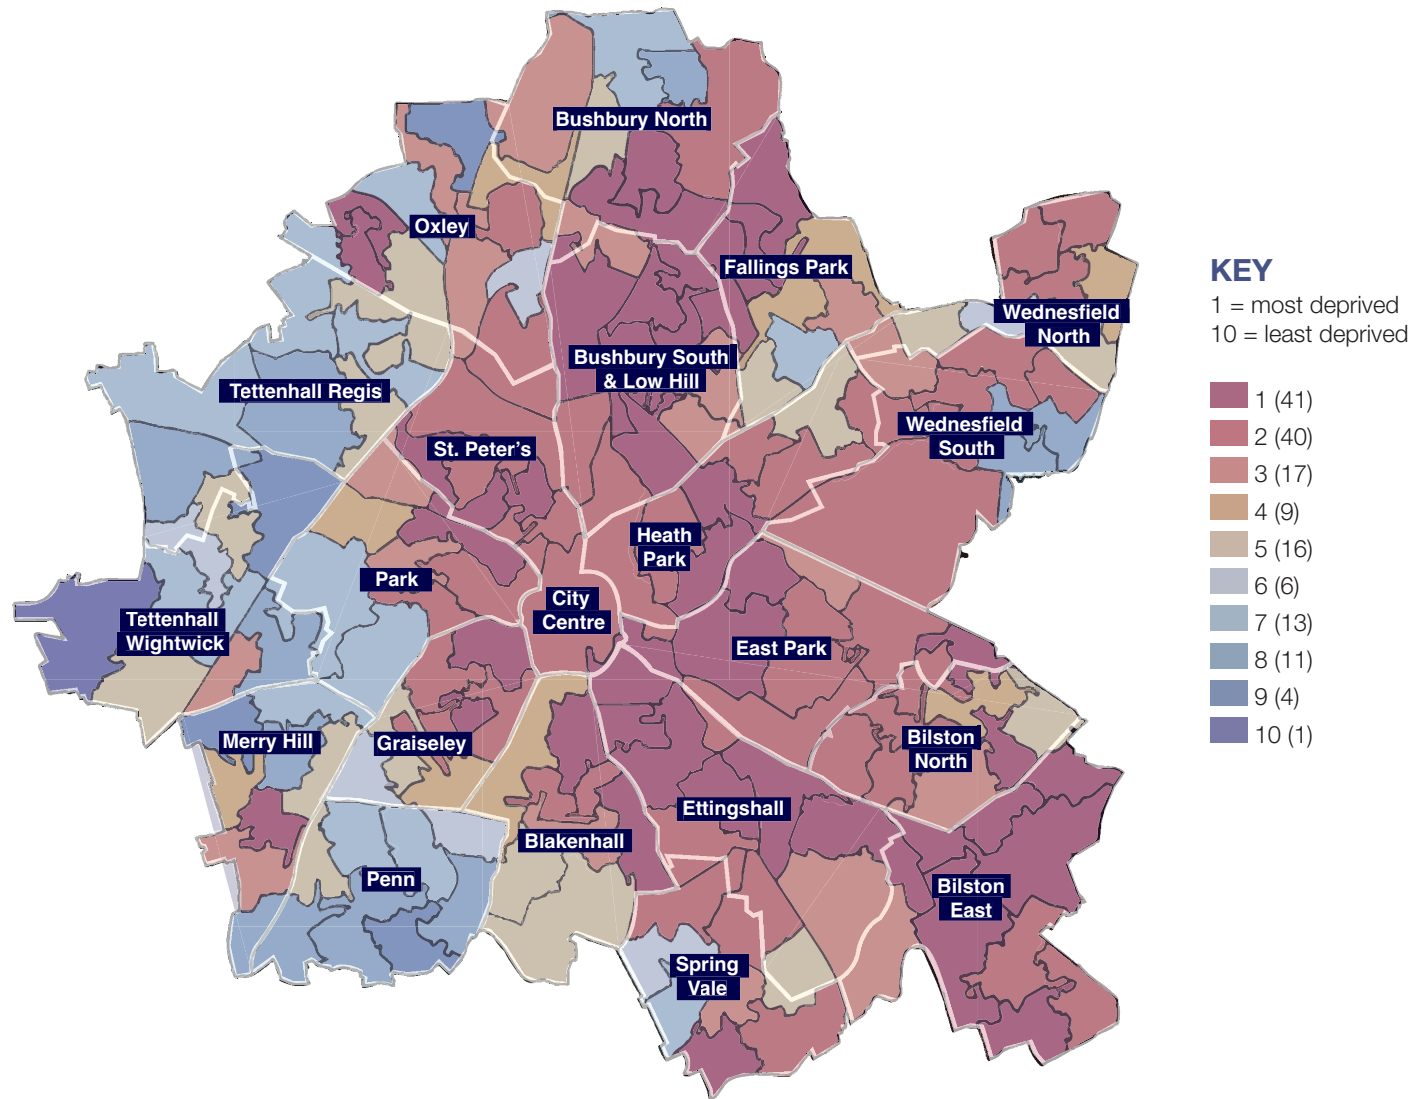 Bushbury North
Oxley
Fallings Park
Wednesfield
North
Bushbury South
& Low Hill
Tettenhall Regis
Wednesfield
South
St. Peter's
Heath
Park
Park
City
Centre
Tettenhall
Wightwick
East Park
Merry Hill
Graiseley
Bilston
North
Ettingshall
Blakenhall
Penn
Bilston
East
Spring
Vale
KEY
1 = most deprived
10 = least deprived
1 (41)
2 (40)
3 (17)
4 (9)
5 (16)
6 (6)
7 (13)
8 (11)
9 (4)
10 (1)